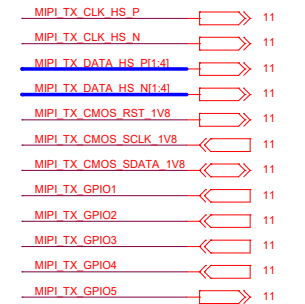 MIPI_TX_CLK_HS_P 11
MIPI_TX_CLK_HS_N 11
MIPI_TX_DATA_HS_P[1:4] 11
MIPI_TX_DATA_HS_N[1:4] 11
MIPI_TX_CMOS_RST_1V8 11
MIPI_TX_CMOS_SCLK_1V8 11
MIPI_TX_CMOS_SDATA_1V8 11
MIPI_TX_GPIO1 11
MIPI_TX_GPIO2 11
MIPI_TX_GPIO3 11
MIPI_TX_GPIO4 11
MIPI_TX_GPIO5 11